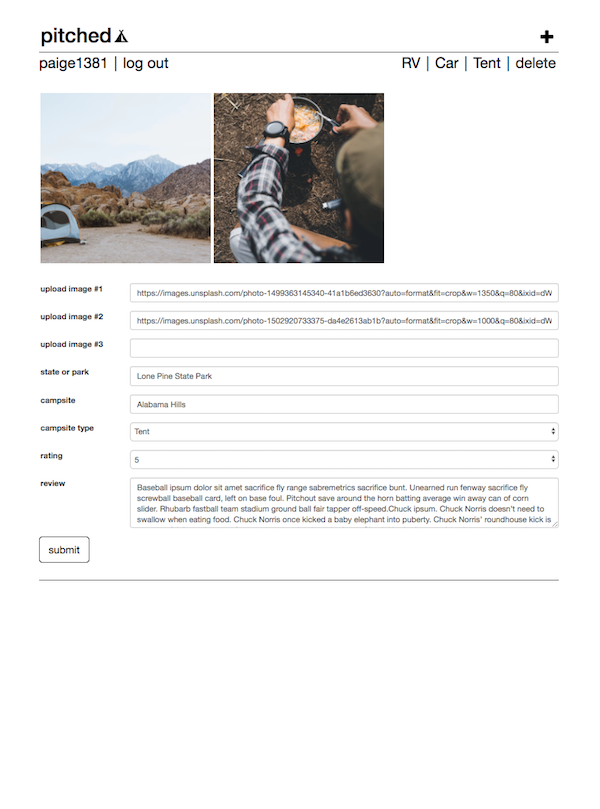 pitched
paige1381 | log out
RV | Car | Tent | delete
upload image #1
https://images.unsplash.com/photo-1499363145340-41a1b6ed3630?auto=format&fit=crop&w=1350&q=80&ixid=dW
upload image #2
https://images.unsplash.com/photo-1502920733375-da4e2613ab1b?auto=format&fit=crop&w=1000&q=80&ixid=dW
upload image #3
state or park
Lone Pine State Park
campsite
Alabama Hills
campsite type
Tent
rating
5
review
Baseball ipsum dolor sit amet sacrifice fly range sabremetrics sacrifice bunt. Unearned run fenway sacrifice fly
screwball baseball card, left on base foul. Pitchout save around the horn batting average win away can of corn
slider. Rhubarb fastball team stadium ground ball fair tapper off-speed.Chuck ipsum. Chuck Norris doesn't need to
swallow when eating food. Chuck Norris once kicked a baby elephant into puberty. Chuck Norris' roundhouse kick is
submit